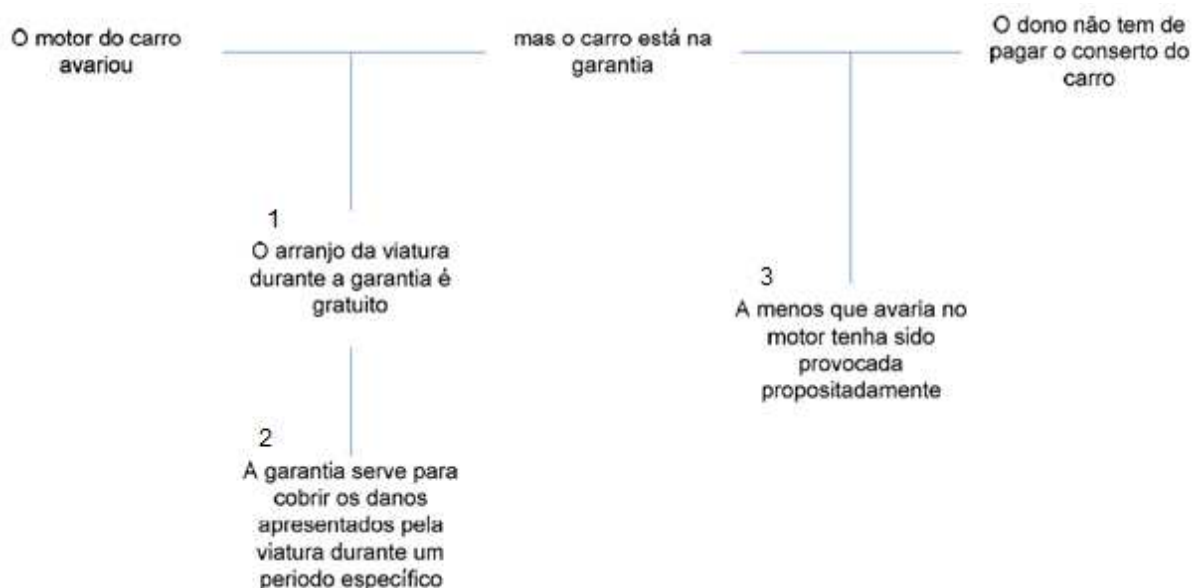 O motor do carro
avariou
mas o carro está na
garantia
O dono não tem de
pagar o conserto do
carro
1
O arranjo da viatura
durante a garantia é
gratuito
3
A menos que avaria no
motor tenha sido
provocada
propositadamente
2
A garantia serve para
cobrir os danos
apresentados pela
viatura durante um
periodo específico